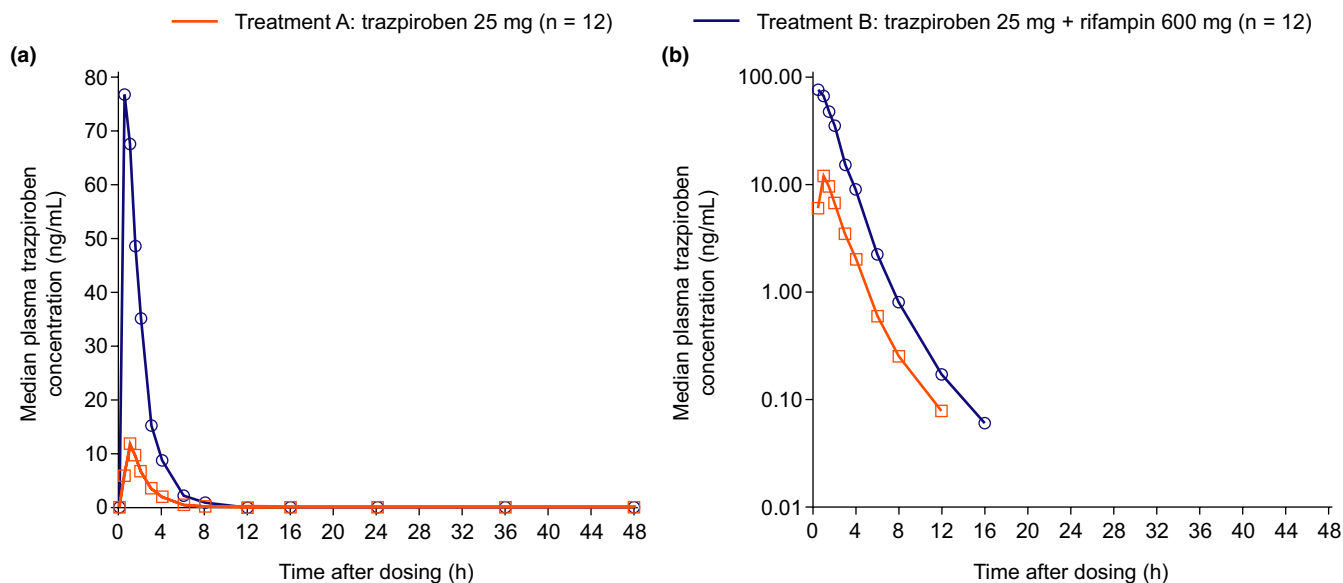 Treatment A: trazpiroben 25 mg (n = 12)
Treatment B: trazpiroben 25 mg + rifampin 600 mg (n = 12)
(a)
80
70
60
50
40
30
20
10
0
Median plasma trazpiroben
concentration (ng/mL)
0 4 8 12 16 20 24 28 32 36 40 44 48
Time after dosing (h)
(b)
100.00
10.00
1.00
0.10
0.01
Median plasma trazpiroben
concentration (ng/mL)
0 4 8 12 16 20 24 28 32 36 40 44 48
Time after dosing (h)